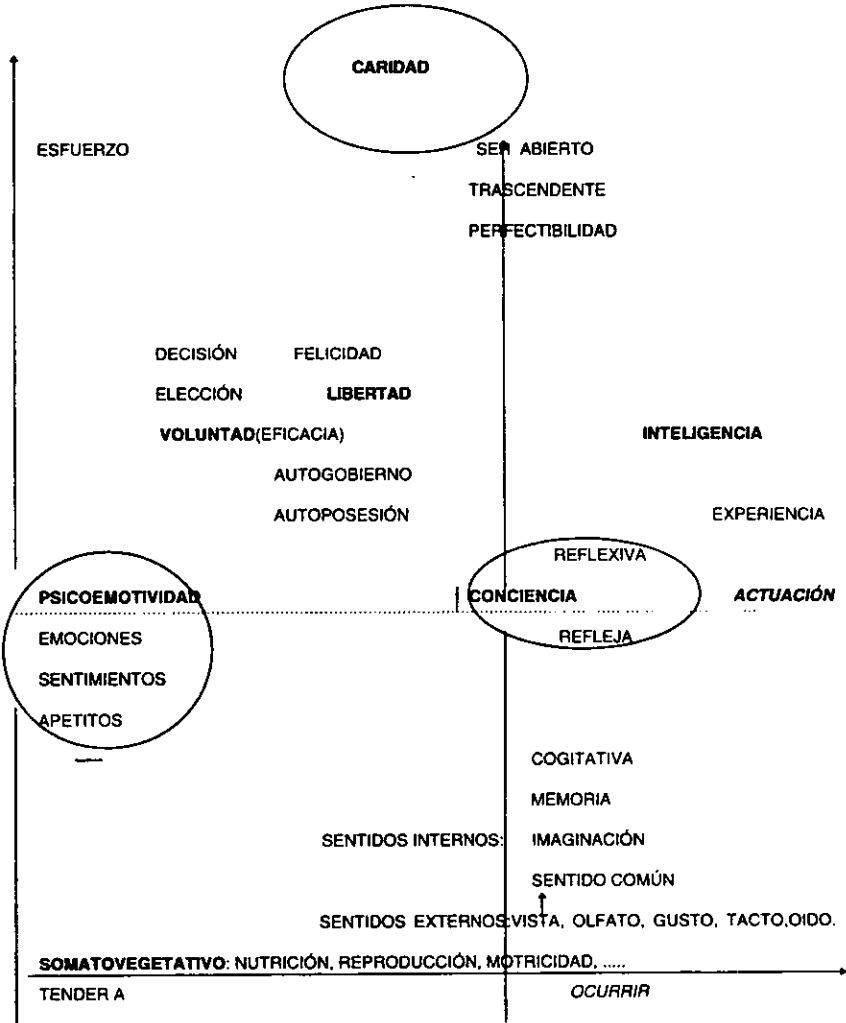 CARIDAD
ESFUERZO SER ABIERTO
TRASCENDENTE
PERFECTIBILIDAD
DECISIÓN FELICIDAD
ELECCIÓN LIBERTAD
VOLUNTAD(EFICACIA) INTELIGENCIA
AUTOGOBIERNO
AUTOPOSESIÓN EXPERIENCIA
REFLEXIVA
PSICOEMOTIVIDAD CONCIENCIA ACTUACIÓN
EMOCIONES REFLEJA
SENTIMIENTOS
APETITOS
COGITATIVA
MEMORIA
SENTIDOS INTERNOS: IMAGINACIÓN
SENTIDO COMÚN
SENTIDOS EXTERNOS:VISTA, OLFATO, GUSTO, TACTO,OIDO.
SOMATOVEGETATIVO: NUTRICIÓN, REPRODUCCIÓN, MOTRICIDAD, .....
TENDER A OCURRIR